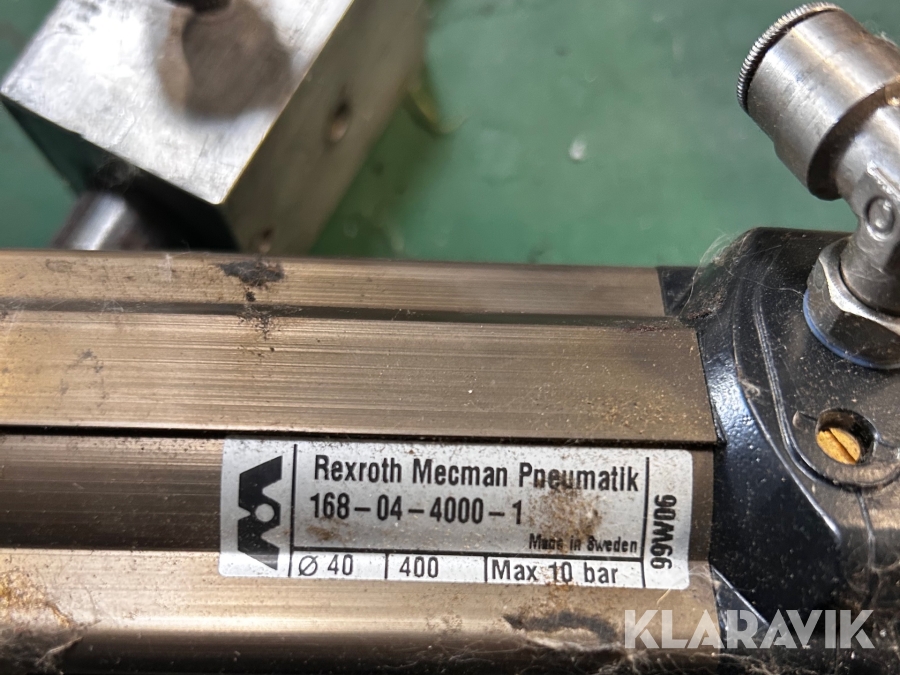 Rexroth Mecman Pneumatik
168-04-4000-1
Made in Sweden
Ø 40 400 Max 10 bar
99W06
KLARAVIK